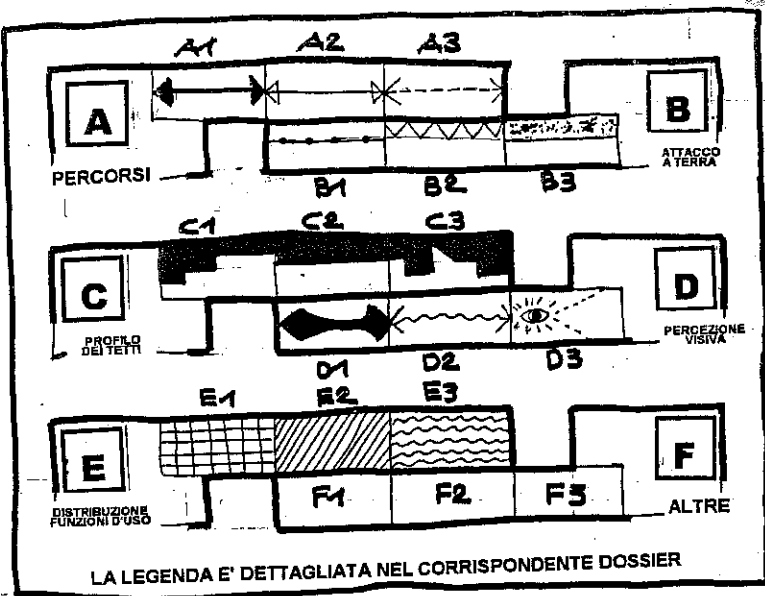 A1 A2 A3
A
B
PERCORSI
ATTACCO
A TERRA
B1 B2 B3
C1 C2 C3
C
D
PROFILO
DEI TETTI
PERCEZIONE
VISIVA
D1 D2 D3
E1 E2 E3
E
F
F1 F2 F3
DISTRIBUZIONE
FUNZIONI D'USO
ALTRE
LA LEGENDA E' DETTAGLIATA NEL CORRISPONDENTE DOSSIER